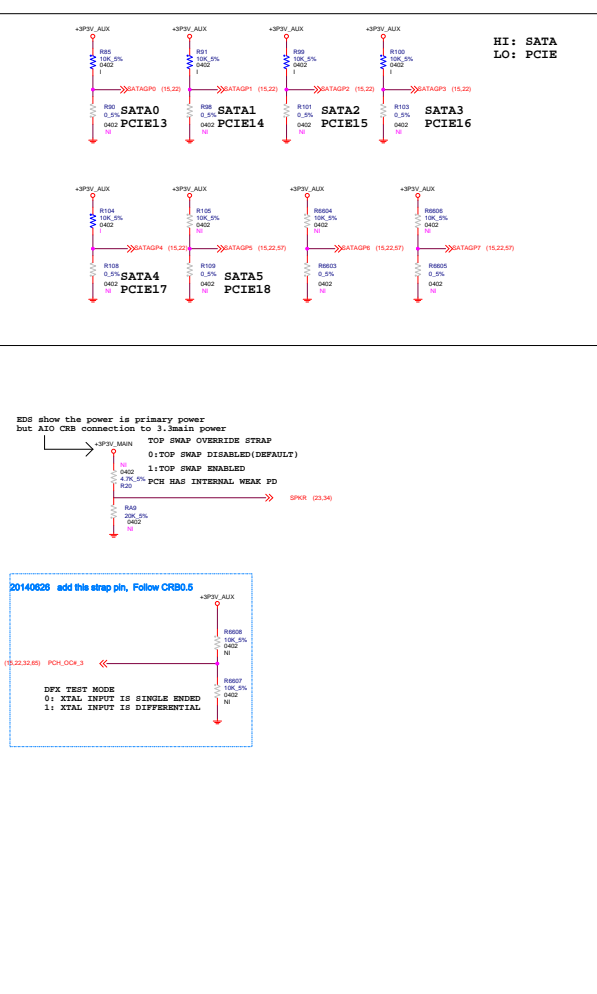 +3P3V_AUX +3P3V_AUX +3P3V_AUX +3P3V_AUX
HI: SATA
LO: PCIE
R85 R91 R99 R100
10K_5% 10K_5% 10K_5% 10K_5%
0402 0402 0402 0402
I I I I
SATAGP0 (15,22) SATAGP1 (15,22) SATAGP2 (15,22) SATAGP3 (15,22)
R90 R98 R101 R103
0_5% 0_5% 0_5% 0_5%
0402 0402 0402 0402
NI NI NI NI
SATA0 SATA1 SATA2 SATA3
PCIE13 PCIE14 PCIE15 PCIE16
+3P3V_AUX +3P3V_AUX +3P3V_AUX +3P3V_AUX
R104 R105 R6604 R6606
10K_5% 10K_5% 10K_5% 10K_5%
0402 0402 0402 0402
I NI NI NI
SATAGP4 (15,22) SATAGP5 (15,22,57) SATAGP6 (15,22,57) SATAGP7 (15,22,57)
R108 R109 R6603 R6605
0_5% 0_5% 0_5% 0_5%
0402 0402 0402 0402
NI NI NI NI
SATA4 SATA5
PCIE17 PCIE18
EDS show the power is primary power
but AIO CRB connection to 3.3main power
+3P3V_MAIN
TOP SWAP OVERRIDE STRAP
0:TOP SWAP DISABLED(DEFAULT)
1:TOP SWAP ENABLED
PCH HAS INTERNAL WEAK PD
NI
0402
4.7K_5%
R20
SPKR (23,34)
RA9
20K_5%
0402
NI
20140626 add this strap pin, Follow CRB0.5
+3P3V_AUX
R6608
10K_5%
0402
NI
(15,22,32,65) PCH_OC#_3
R6607
10K_5%
0402
NI
DFX TEST MODE
0: XTAL INPUT IS SINGLE ENDED
1: XTAL INPUT IS DIFFERENTIAL